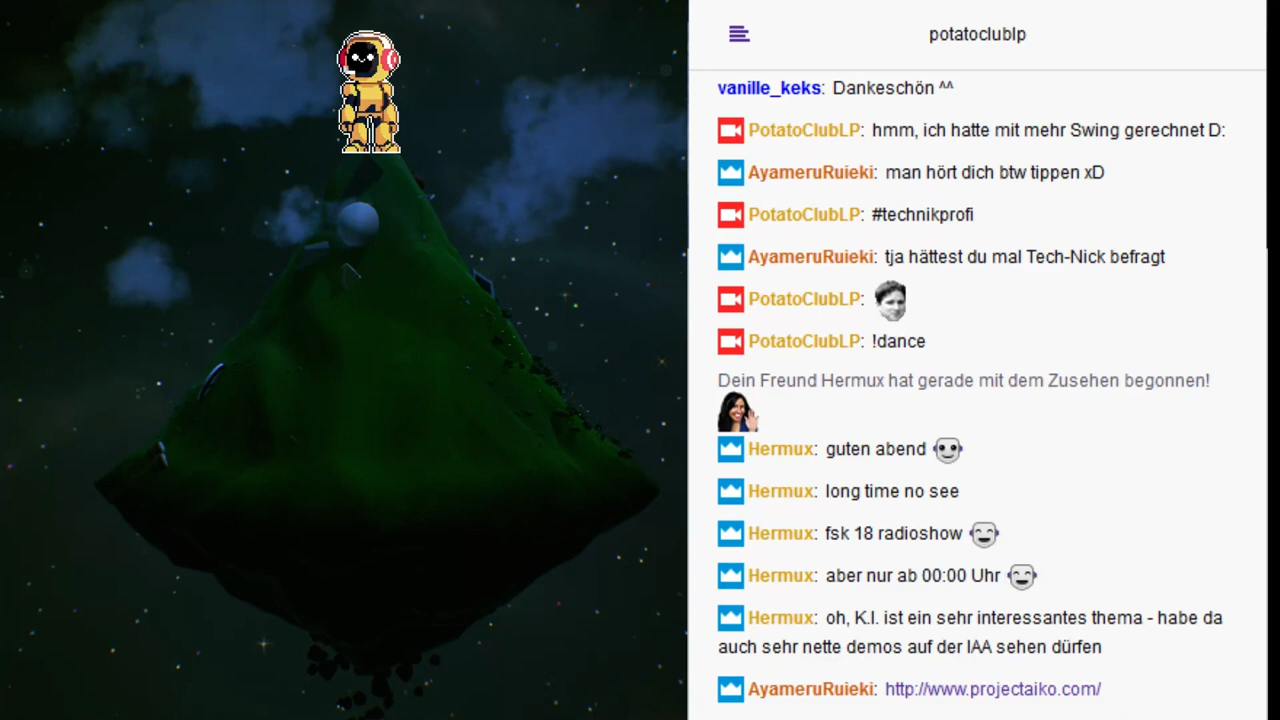 potatoclublp
vanille_keks: Dankeschön ^^
PotatoClubLP: hmm, ich hatte mit mehr Swing gerechnet D:
AyameruRuieki: man hört dich btw tippen xD
PotatoClubLP: #technikprofi
AyameruRuieki: tja hättest du mal Tech-Nick befragt
PotatoClubLP:
PotatoClubLP: !dance
Dein Freund Hermux hat gerade mit dem Zusehen begonnen!
Hermux: guten abend
Hermux: long time no see
Hermux: fsk 18 radioshow
Hermux: aber nur ab 00:00 Uhr
Hermux: oh, K.I. ist ein sehr interessantes thema - habe da
auch sehr nette demos auf der IAA sehen dürfen
AyameruRuieki: http://www.projectaiko.com/